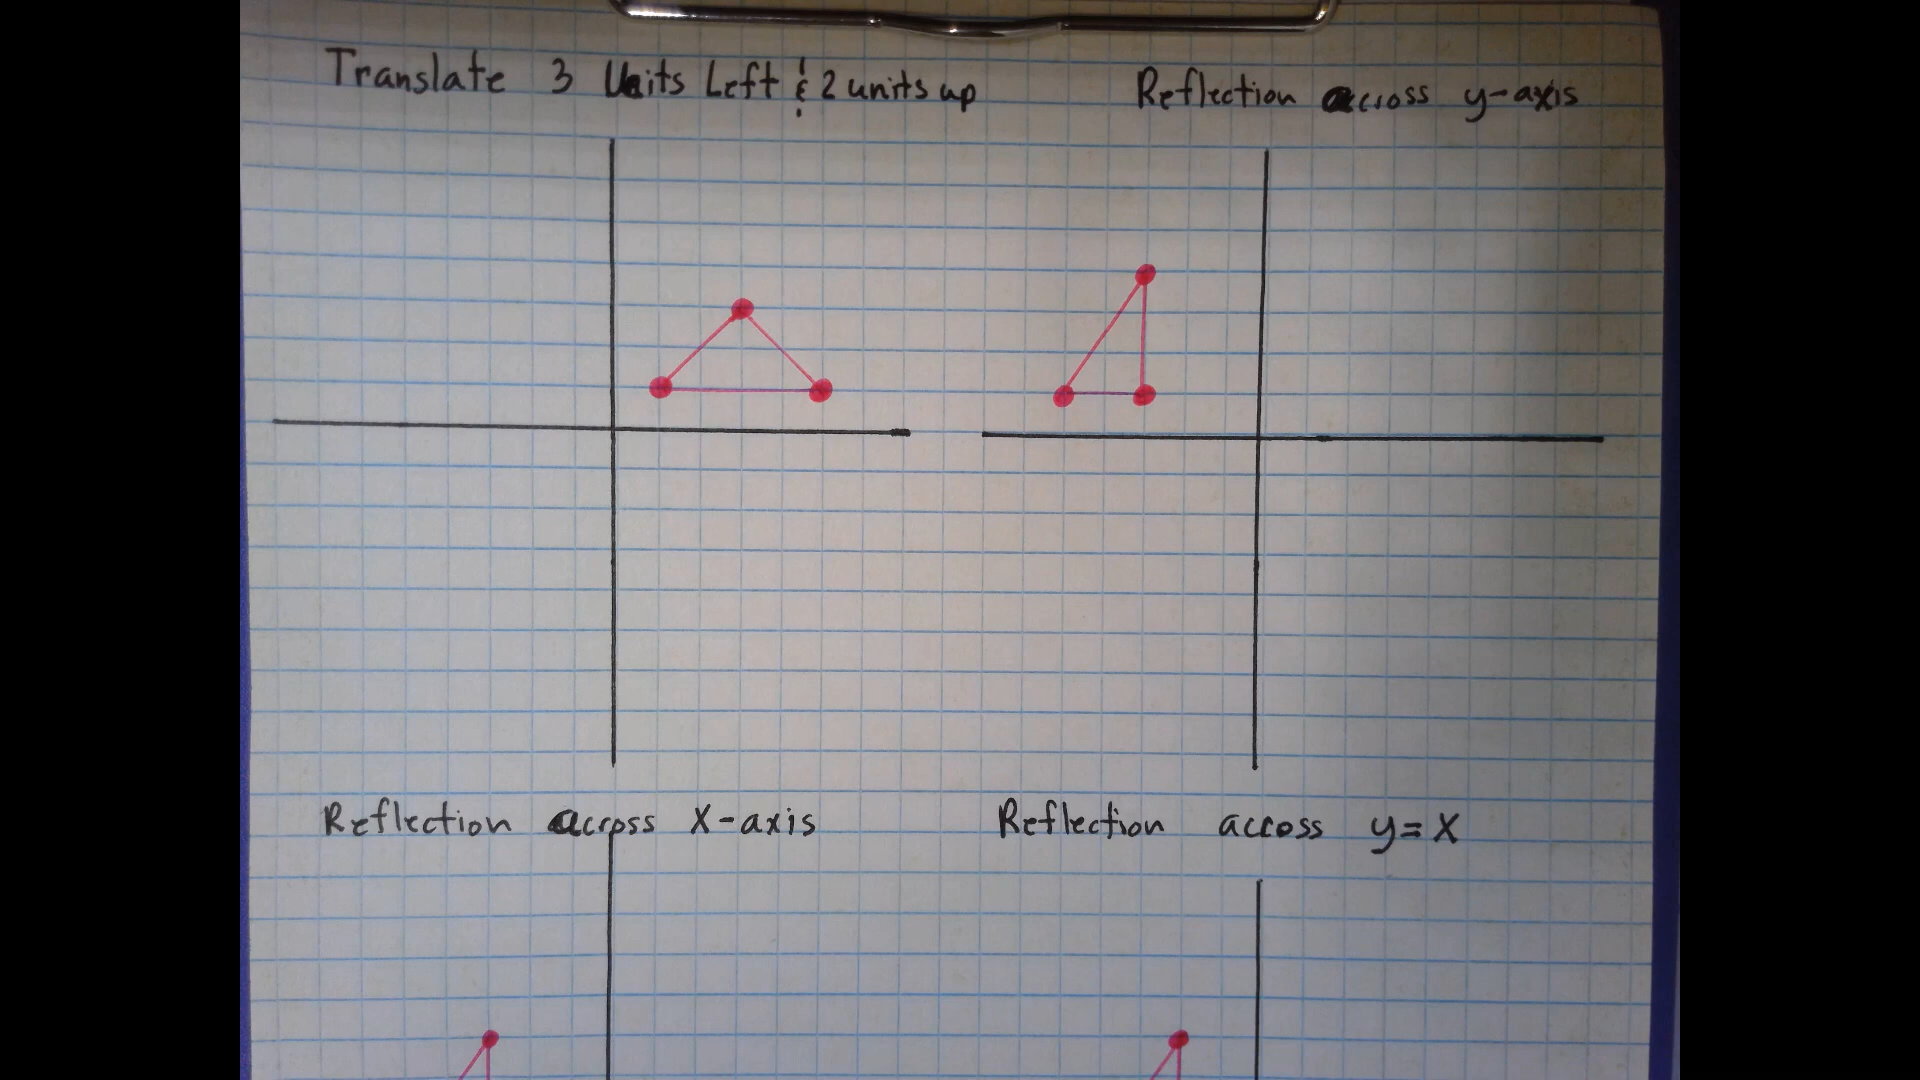 Translate 3 Units Left & 2 units up
Reflection across y-axis
Reflection across x-axis
Reflection across y=x